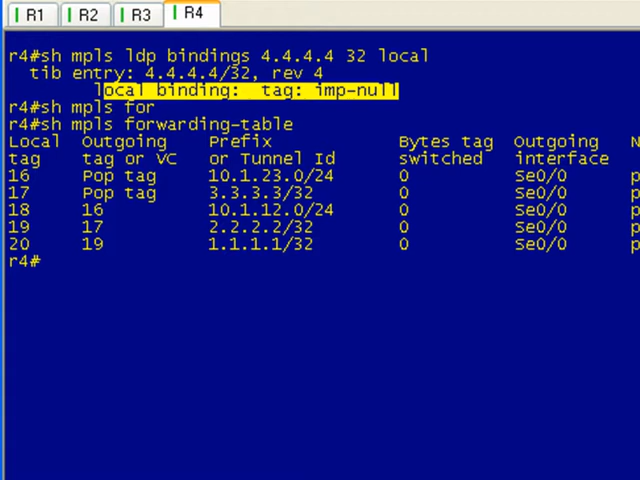 R1 R2 R3 R4
r4#sh mpls ldp bindings 4.4.4.4 32 local
tib entry: 4.4.4.4/32, rev 4
local binding: tag: imp-null
r4#sh mpls for
r4#sh mpls forwarding-table
Local Outgoing Prefix Bytes tag Outgoing N
tag tag or VC or Tunnel Id switched interface
16 Pop tag 10.1.23.0/24 0 Se0/0 p
17 Pop tag 3.3.3.3/32 0 Se0/0 p
18 16 10.1.12.0/24 0 Se0/0 p
19 17 2.2.2.2/32 0 Se0/0 p
20 19 1.1.1.1/32 0 Se0/0 p
r4#